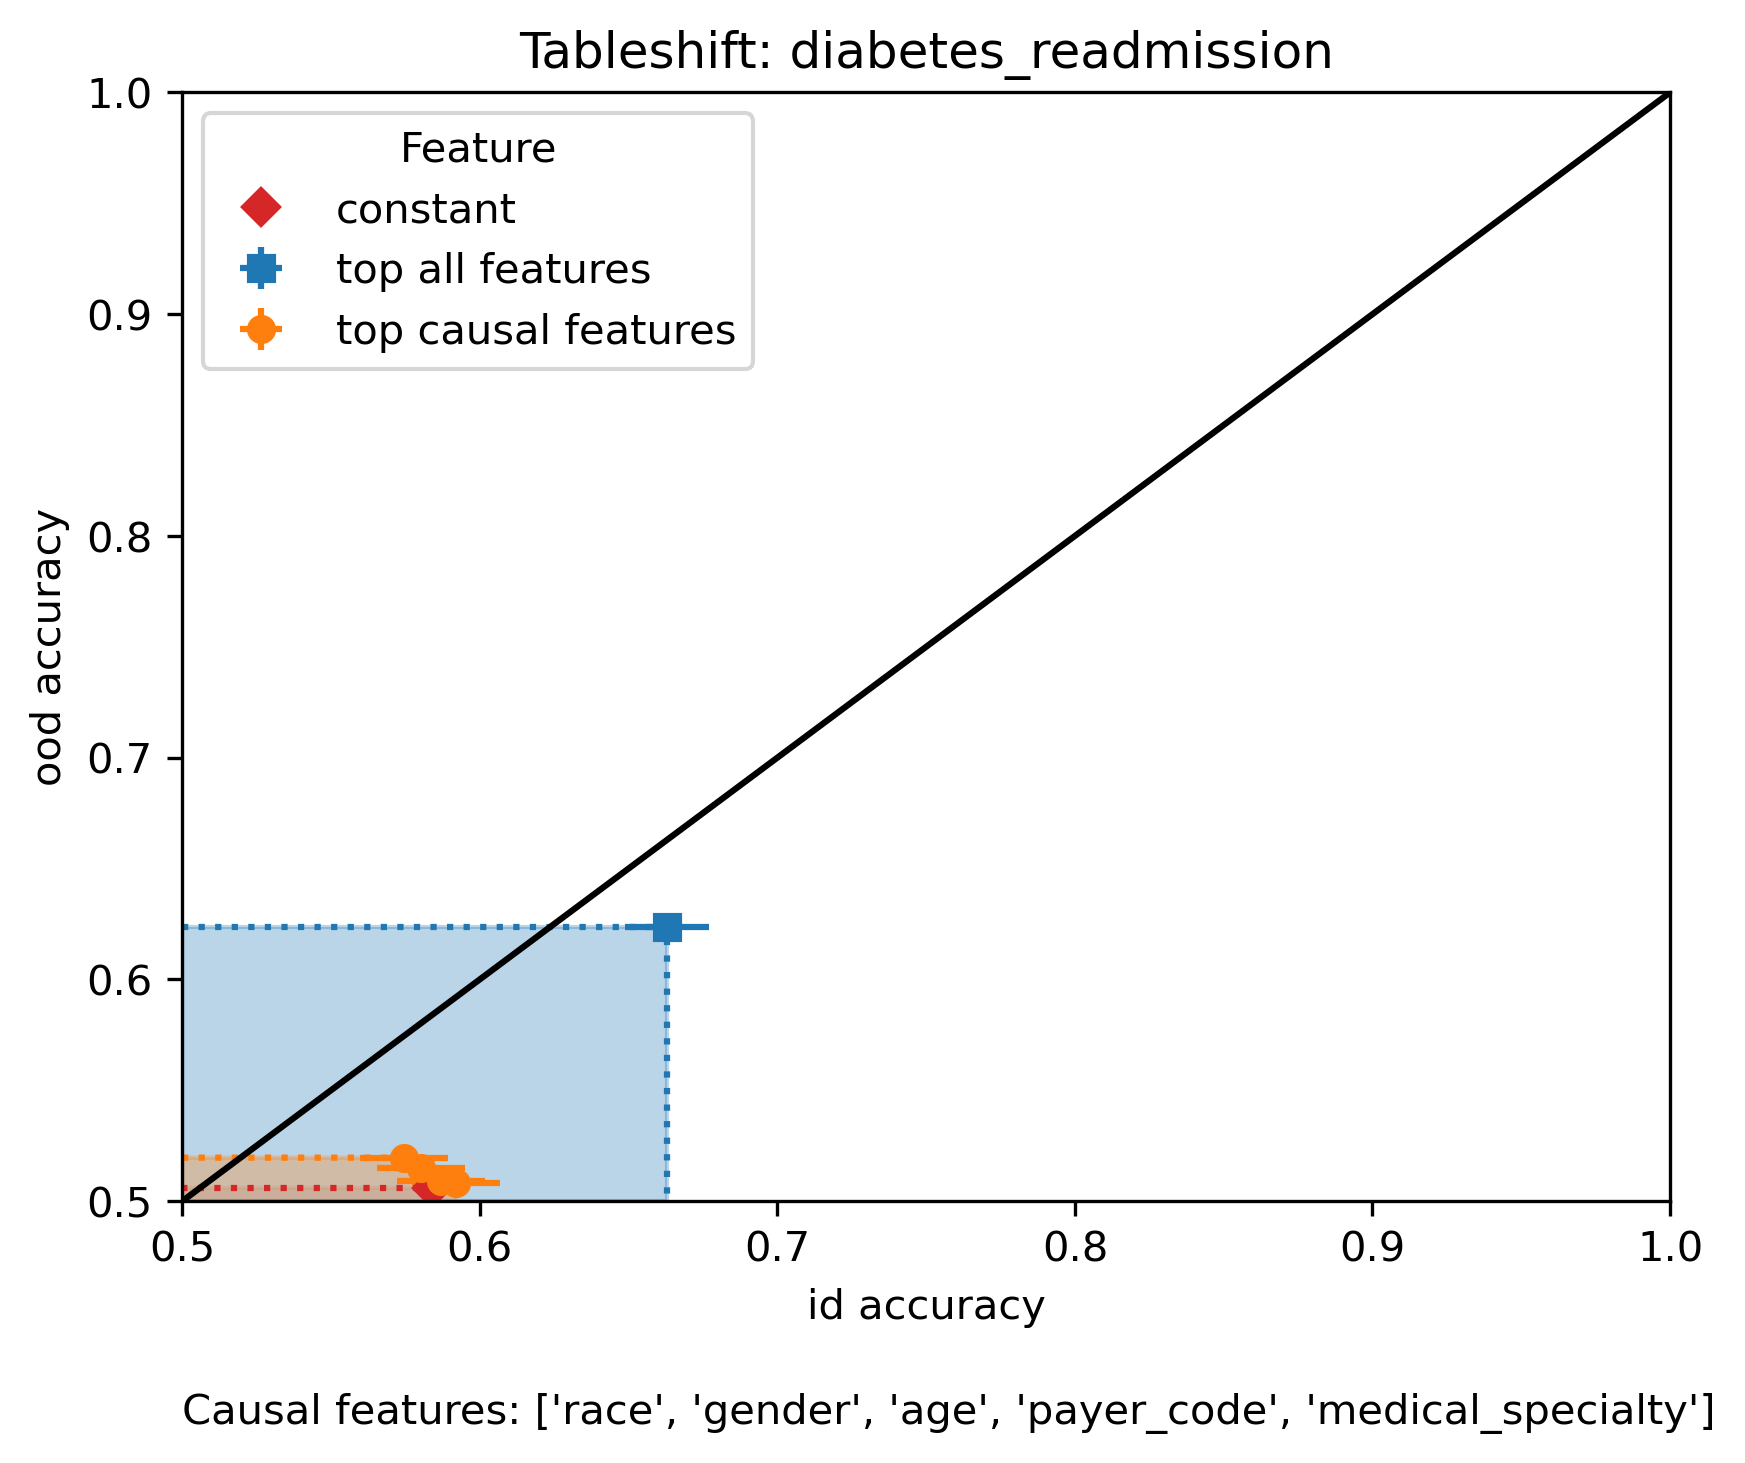 Tableshift: diabetes_readmission
Feature
constant
top all features
top causal features
ood accuracy
1.0
0.9
0.8
0.7
0.6
0.5
0.5 0.6 0.7 0.8 0.9 1.0
id accuracy
Causal features: ['race', 'gender', 'age', 'payer_code', 'medical_specialty']